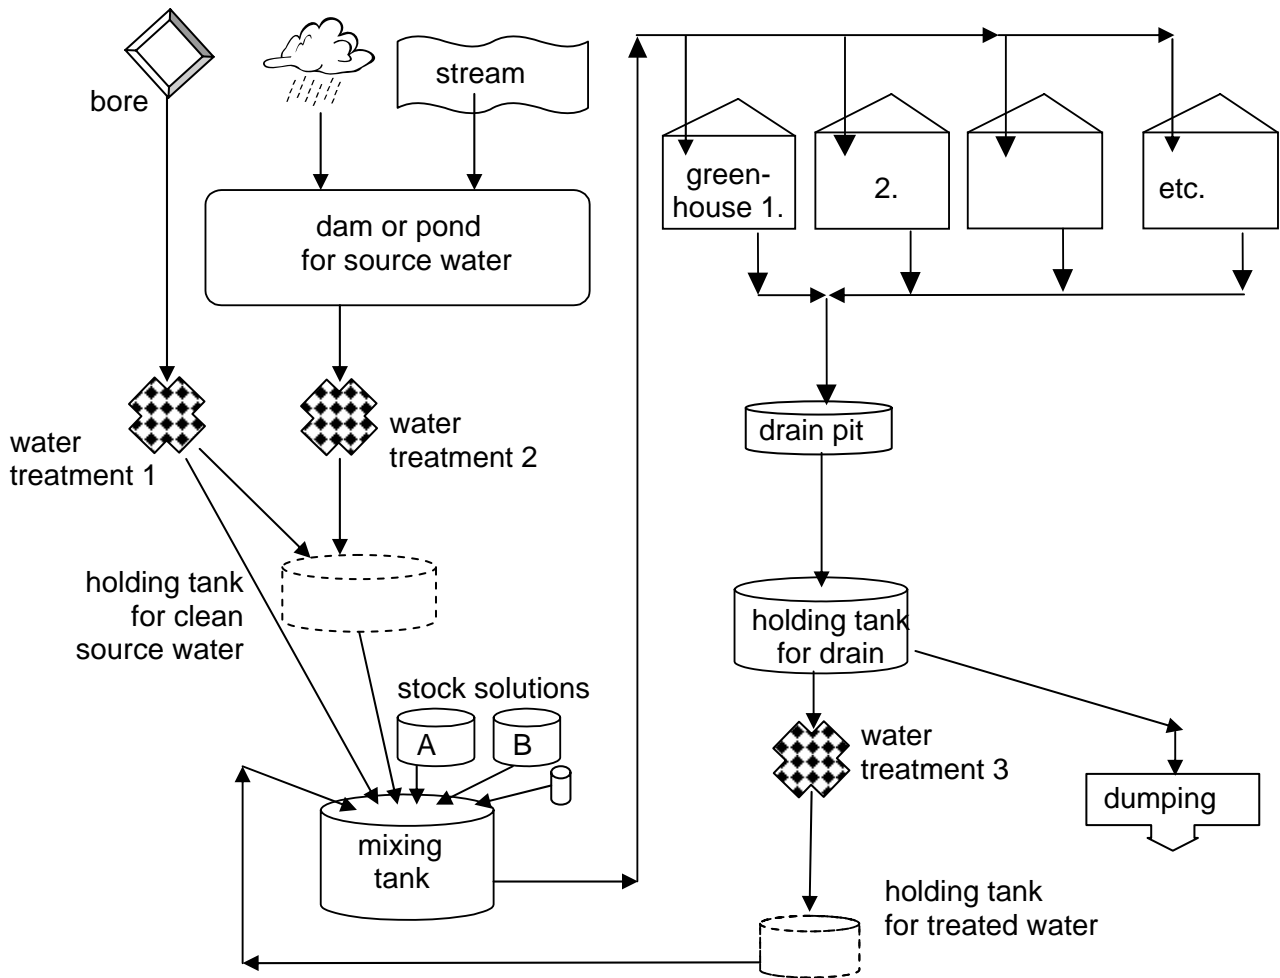 bore
stream
dam or pond
for source water
water
treatment 1
water
treatment 2
holding tank
for clean
source water
stock solutions
A
B
mixing
tank
green-
house 1.
2.
etc.
drain pit
holding tank
for drain
water
treatment 3
dumping
holding tank
for treated water